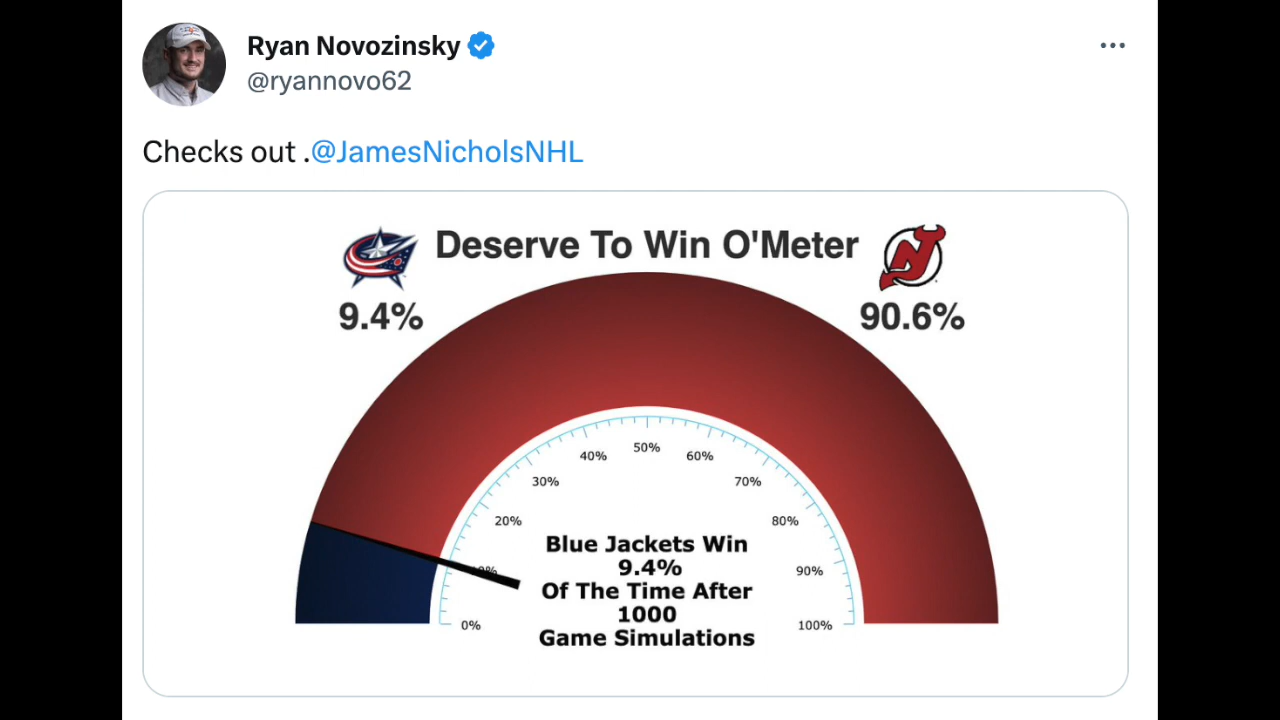 Ryan Novozinsky
@ryannovo62
Checks out .@JamesNicholsNHL
Deserve To Win O'Meter
9.4%
90.6%
0%
10%
20%
30%
40%
50%
60%
70%
80%
90%
100%
Blue Jackets Win
9.4%
Of The Time After
1000
Game Simulations